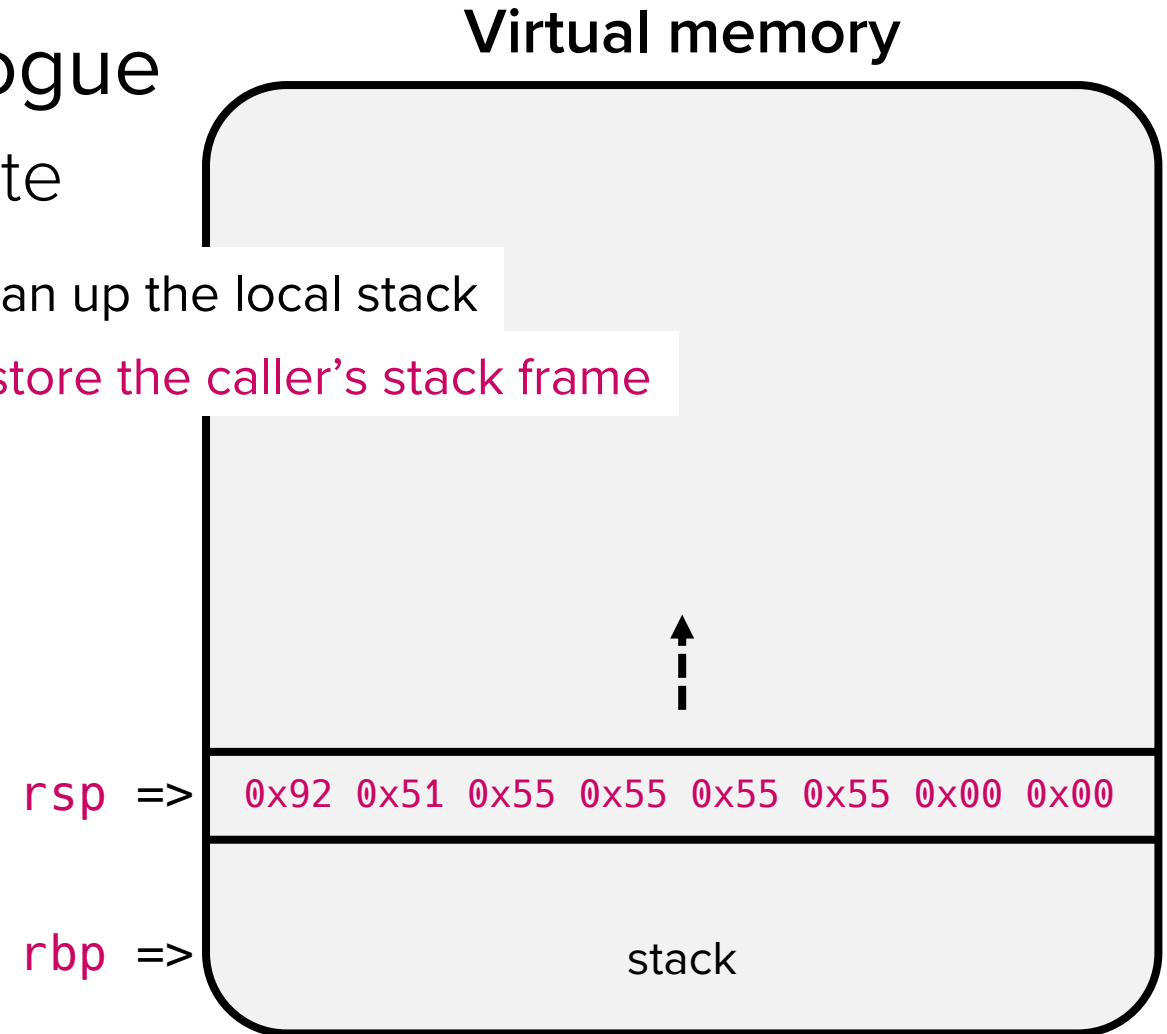 Virtual memory
ogue
te
an up the local stack
store the caller’s stack frame
rsp => 0x92 0x51 0x55 0x55 0x55 0x55 0x00 0x00
rbp => stack